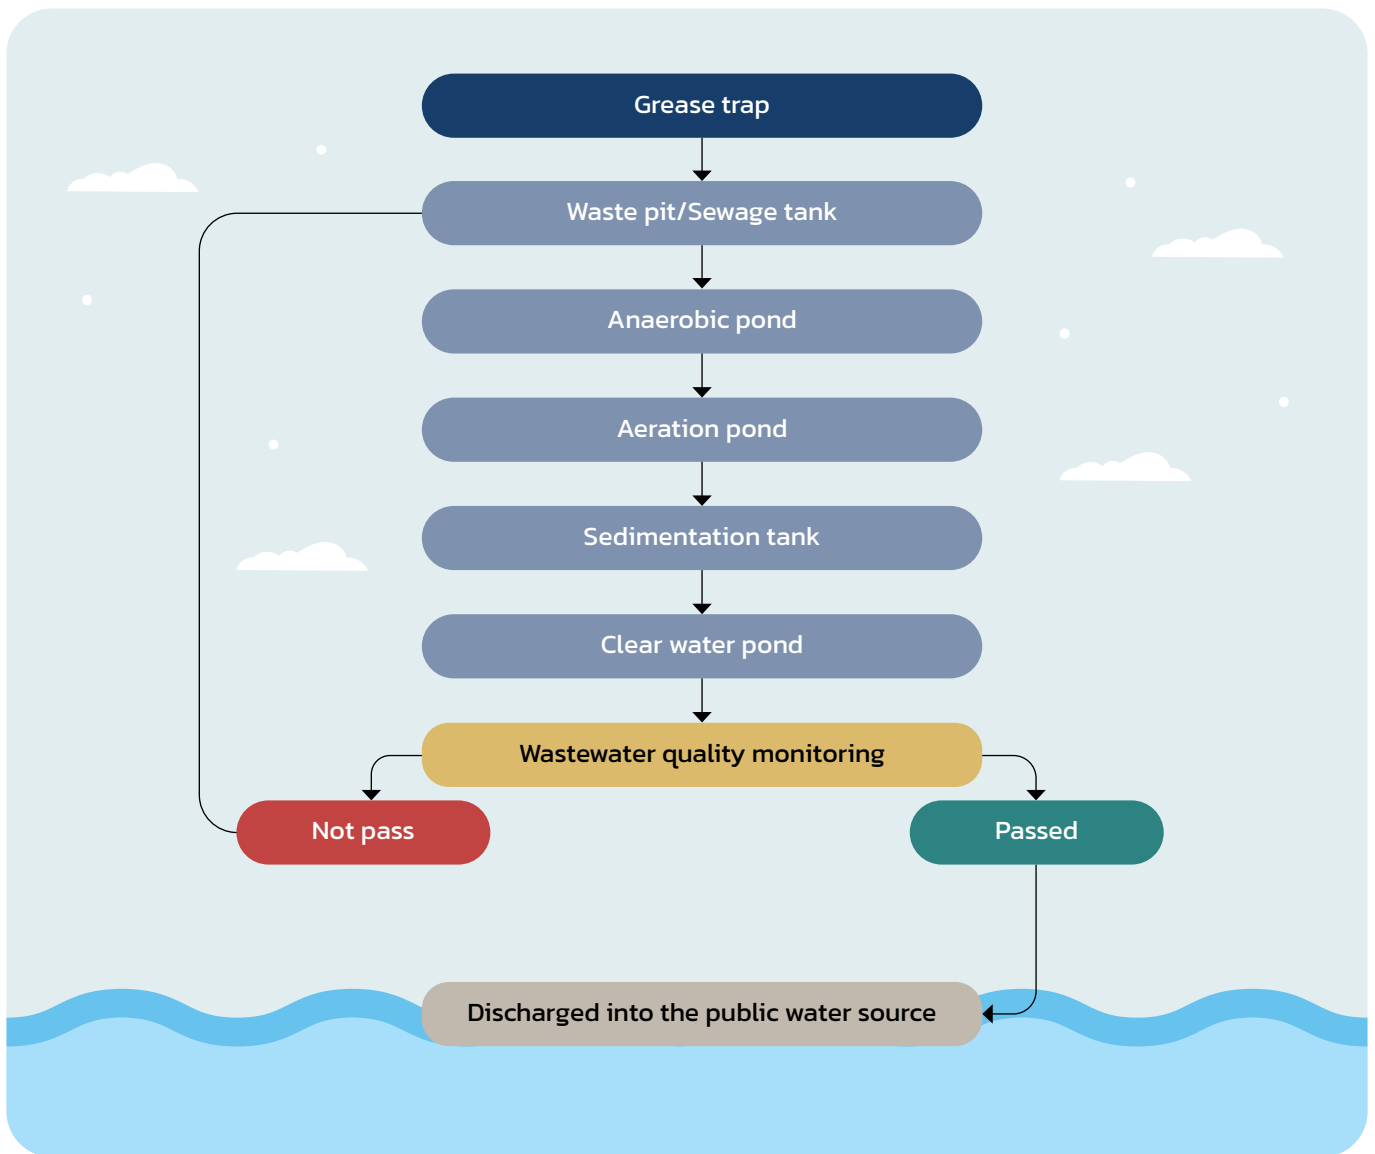 Grease trap
Waste pit/Sewage tank
Anaerobic pond
Aeration pond
Sedimentation tank
Clear water pond
Wastewater quality monitoring
Not pass
Passed
Discharged into the public water source